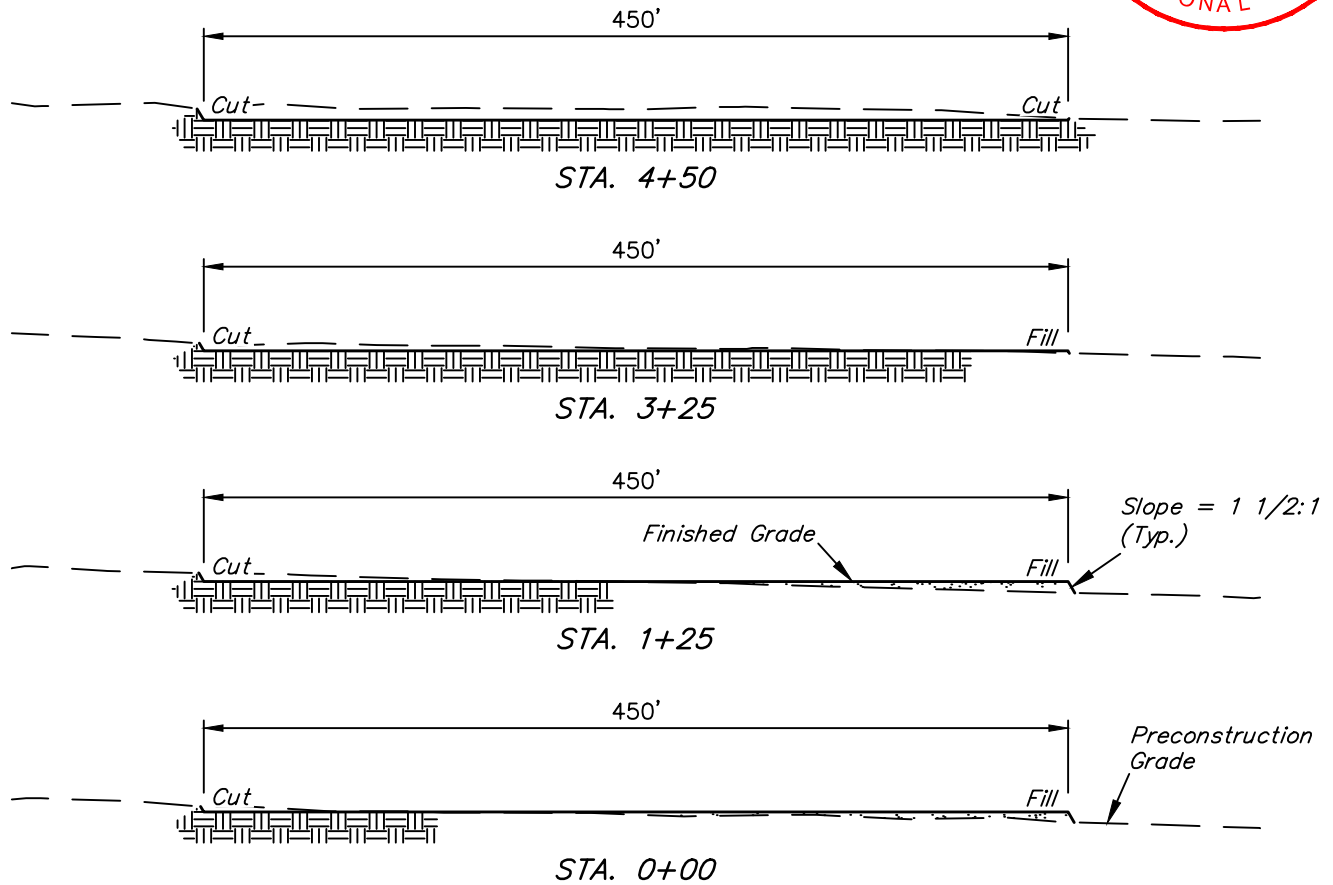 ONAL
450'
Cut
Cut
STA. 4+50
450'
Cut
Fill
STA. 3+25
450'
Slope = 1 1/2:1
(Typ.)
Finished Grade
Cut
Fill
STA. 1+25
450'
Preconstruction
Grade
Cut
Fill
STA. 0+00